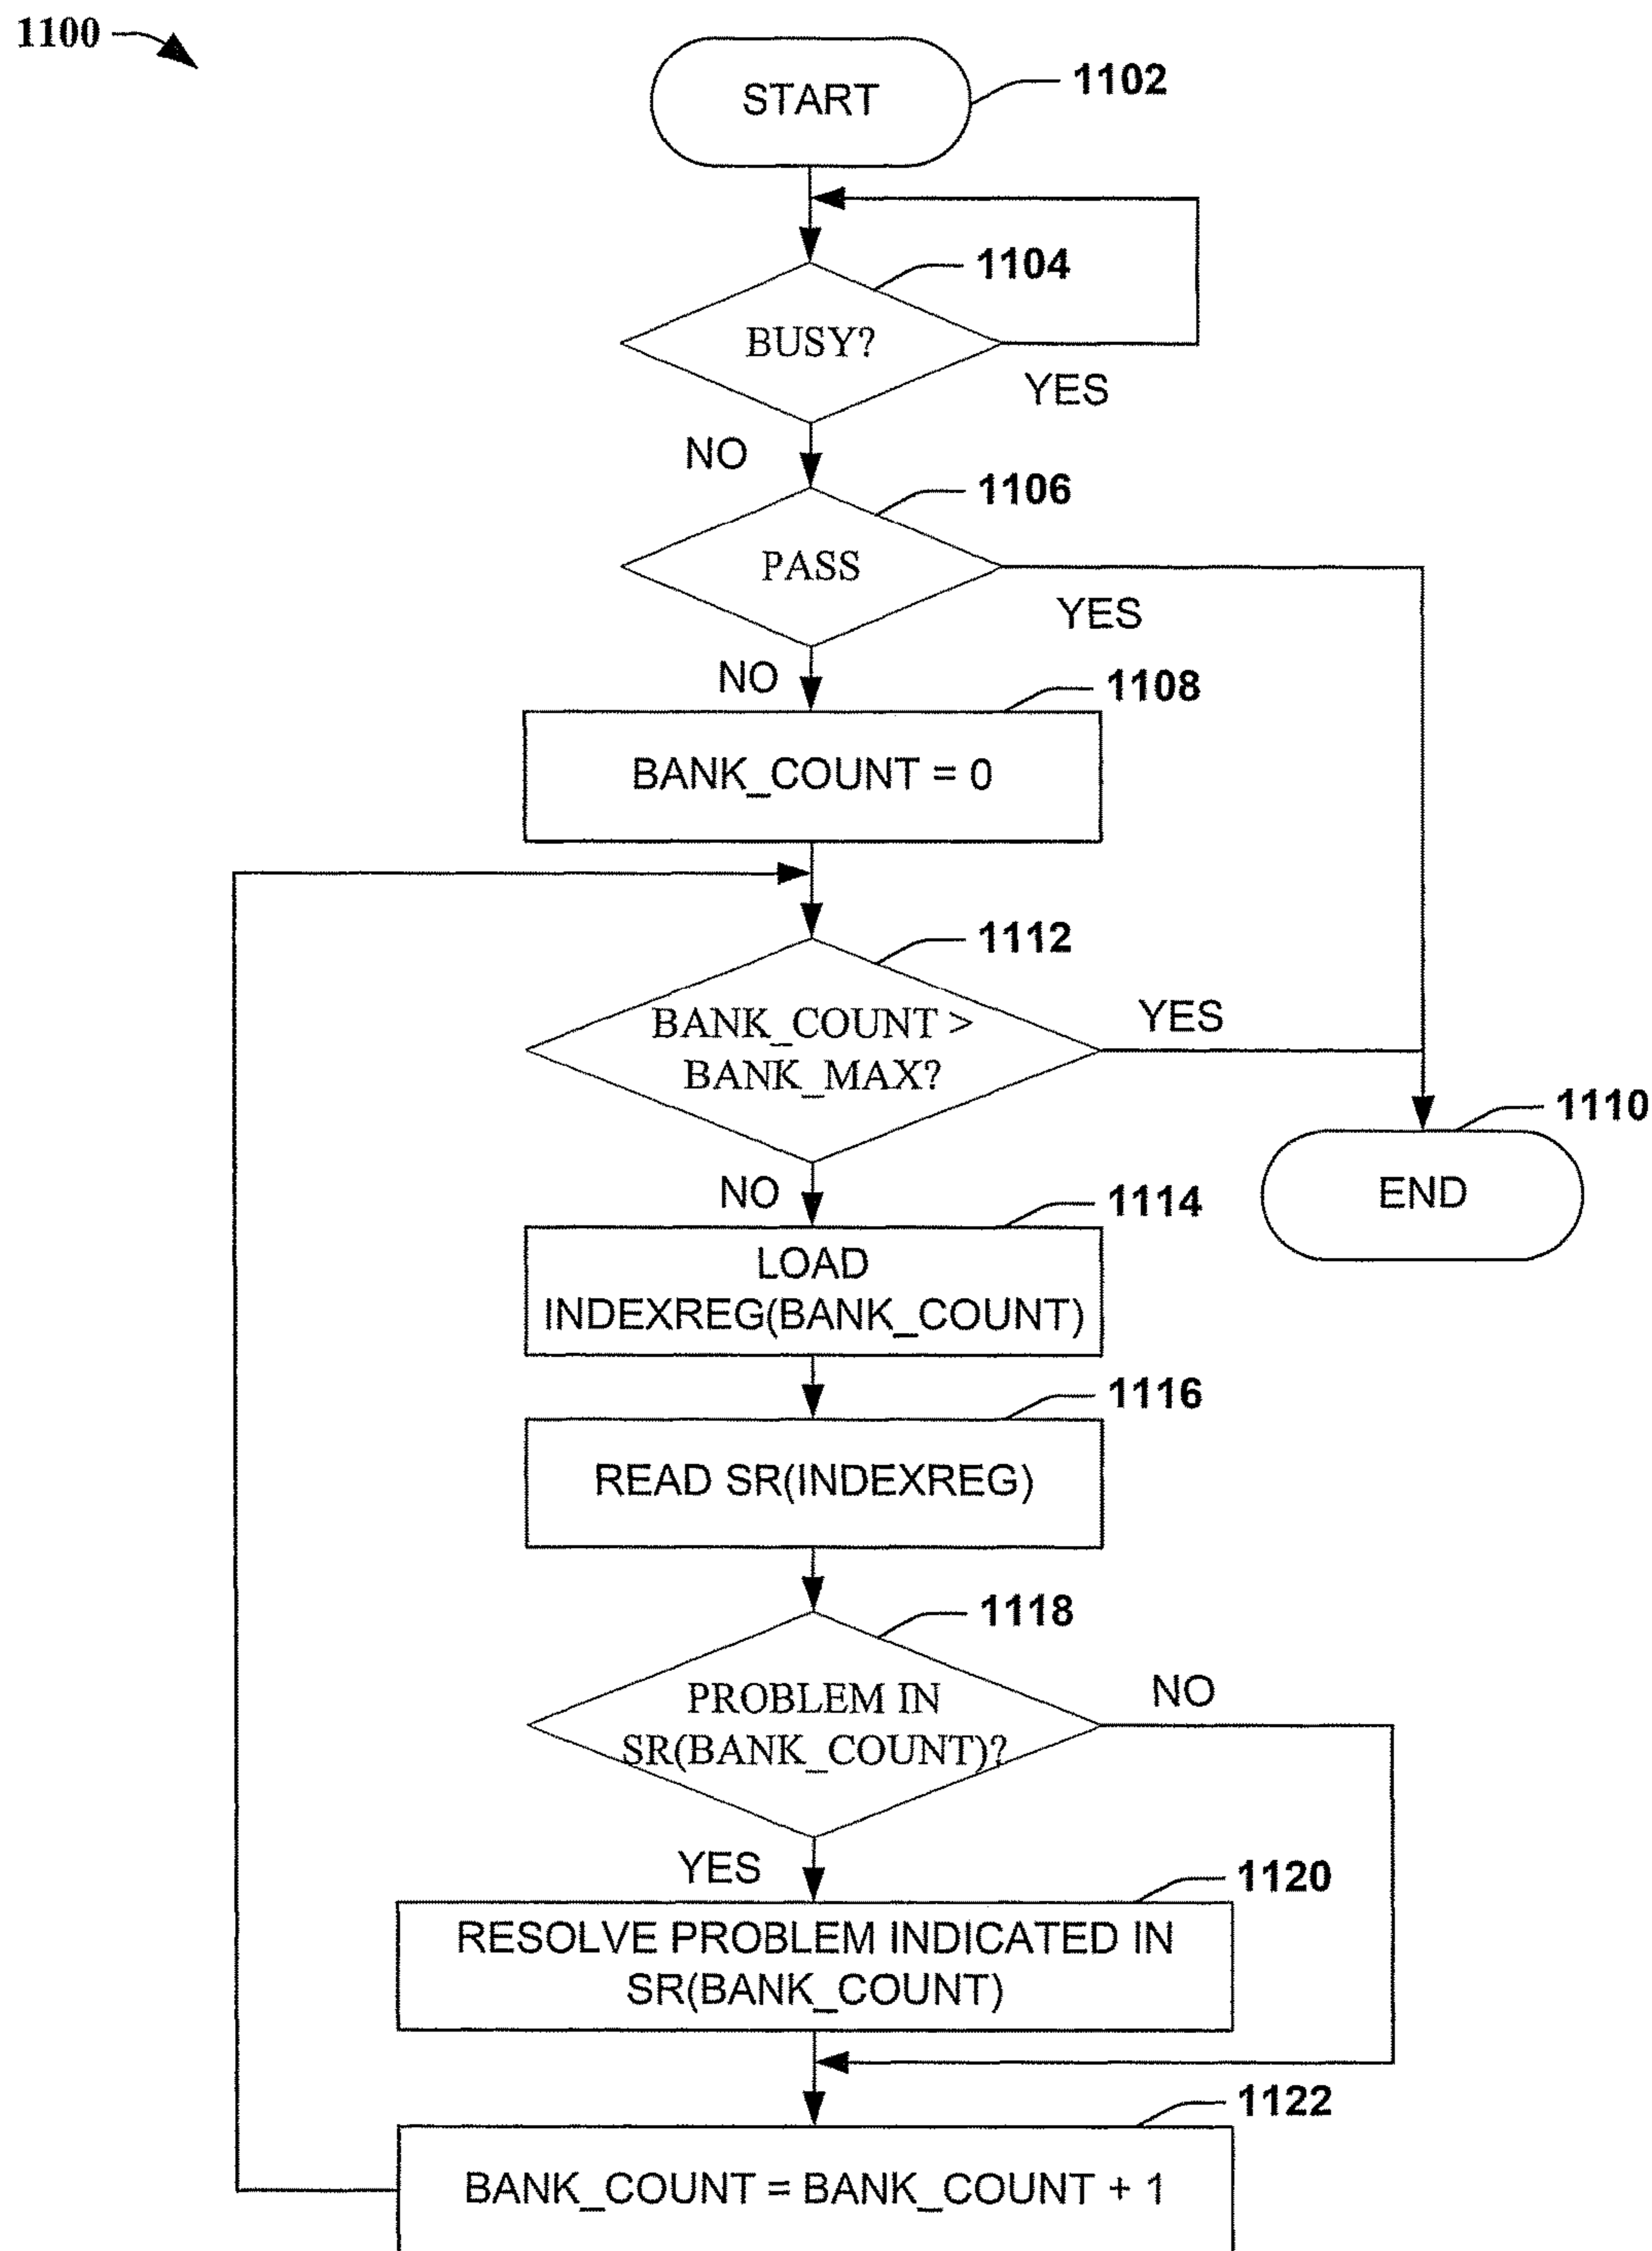 1100
START
1102
1104
BUSY?
YES
NO
1106
PASS
YES
NO
1108
BANK_COUNT = 0
1112
BANK_COUNT >
BANK_MAX?
YES
1110
END
NO
1114
LOAD
INDEXREG(BANK_COUNT)
1116
READ SR(INDEXREG)
1118
PROBLEM IN
SR(BANK_COUNT)?
NO
YES
1120
RESOLVE PROBLEM INDICATED IN
SR(BANK_COUNT)
1122
BANK_COUNT = BANK_COUNT + 1